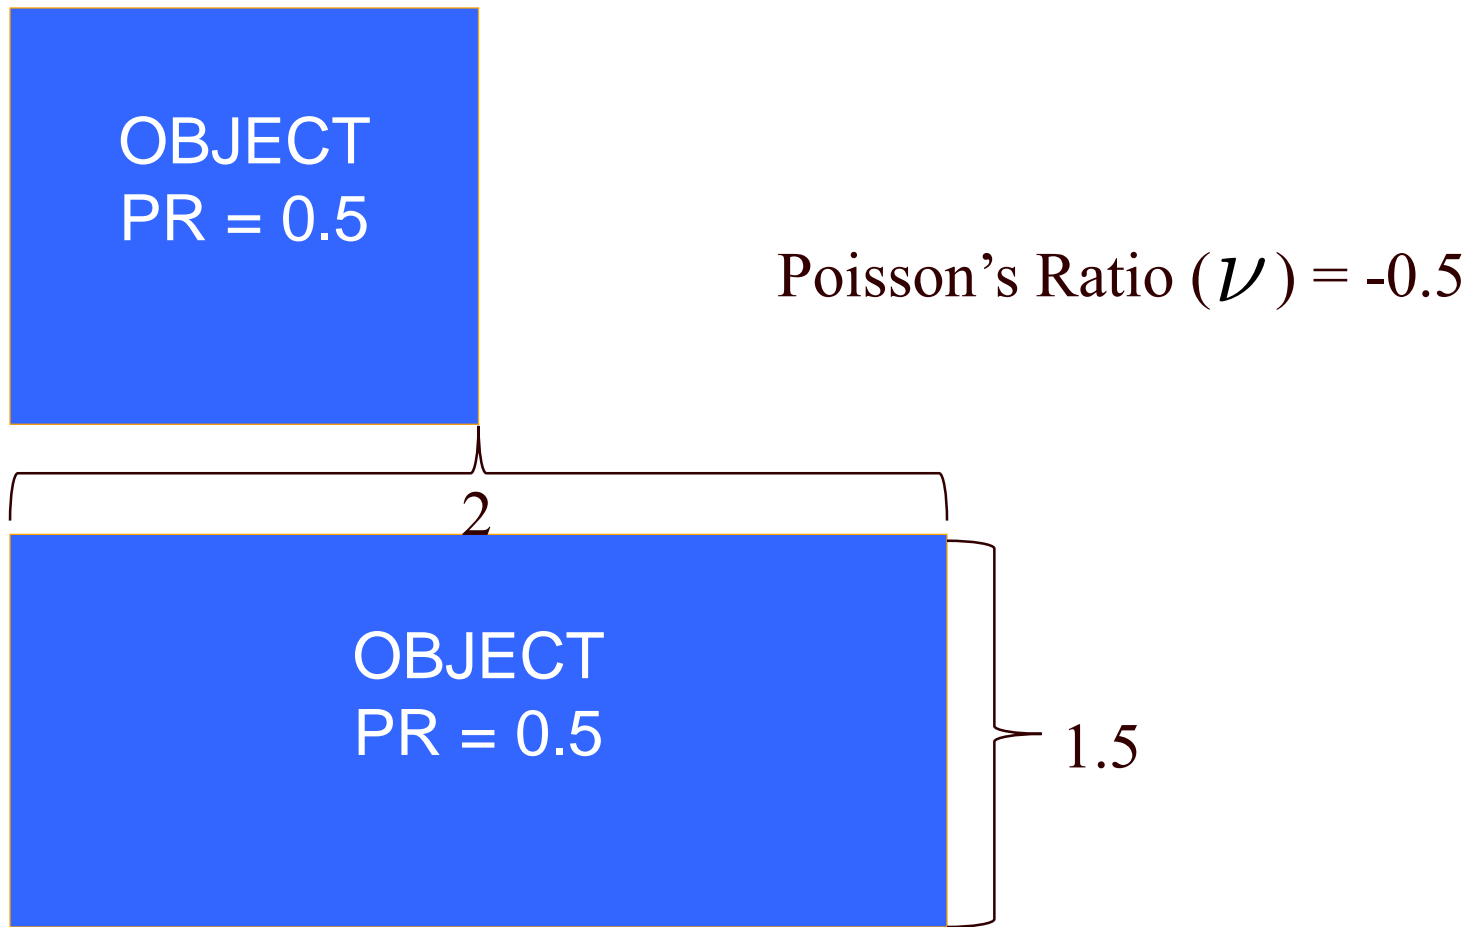 OBJECT
PR = 0.5
Poisson’s Ratio (ν) = -0.5
2
OBJECT
PR = 0.5
1.5